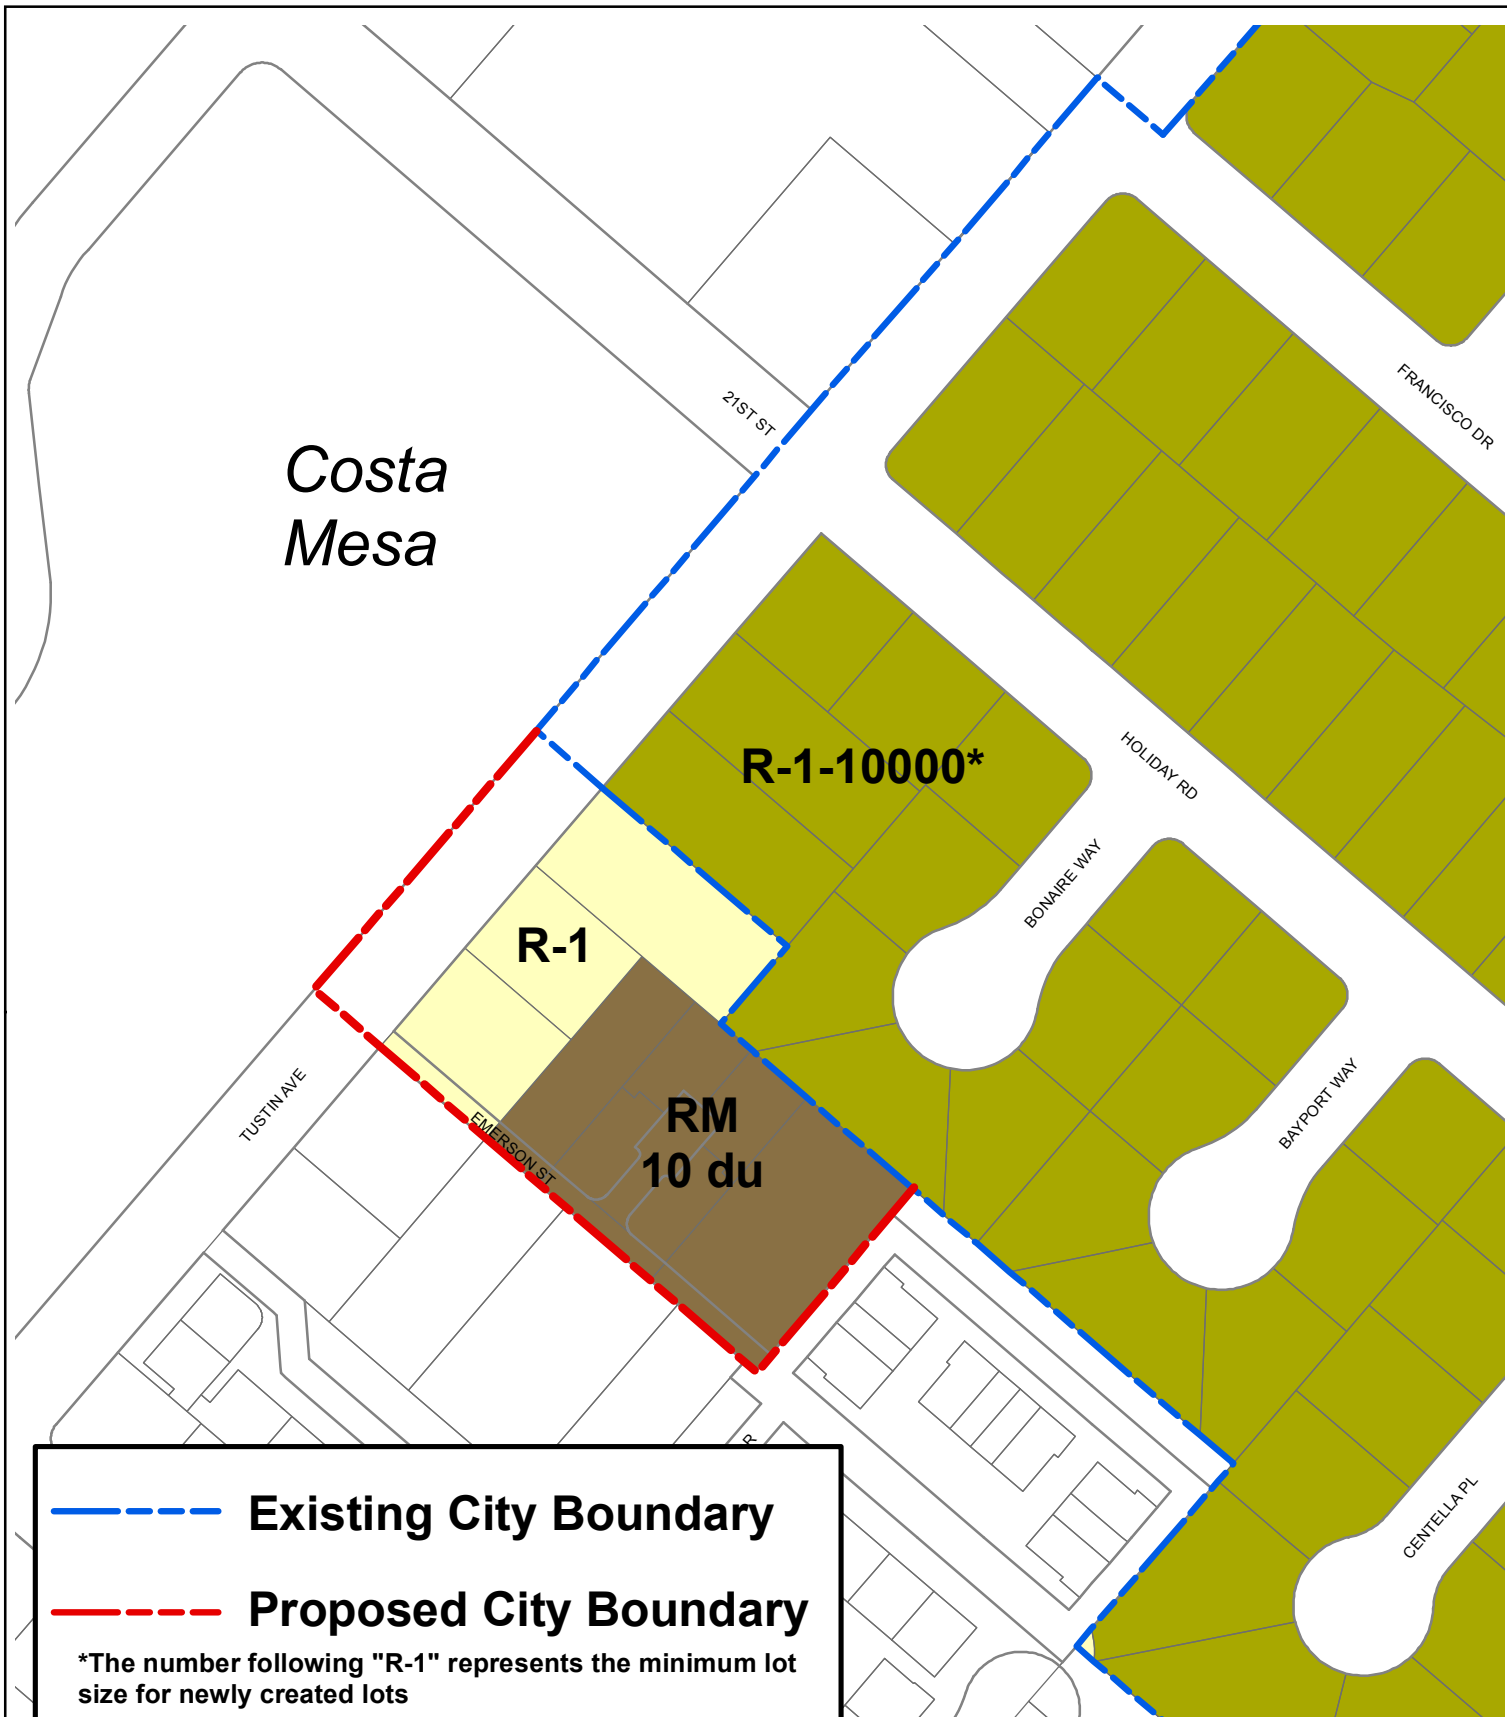 FRANCISCO DR
21ST ST
Costa
Mesa
HOLIDAY RD
R-1-10000*
BONAIRE WAY
R-1
BAYPORT WAY
TUSTIN AVE
EMERSON ST
RM
10 du
R
CENTELLA PL
Existing City Boundary
Proposed City Boundary
*The number following "R-1" represents the minimum lot
size for newly created lots